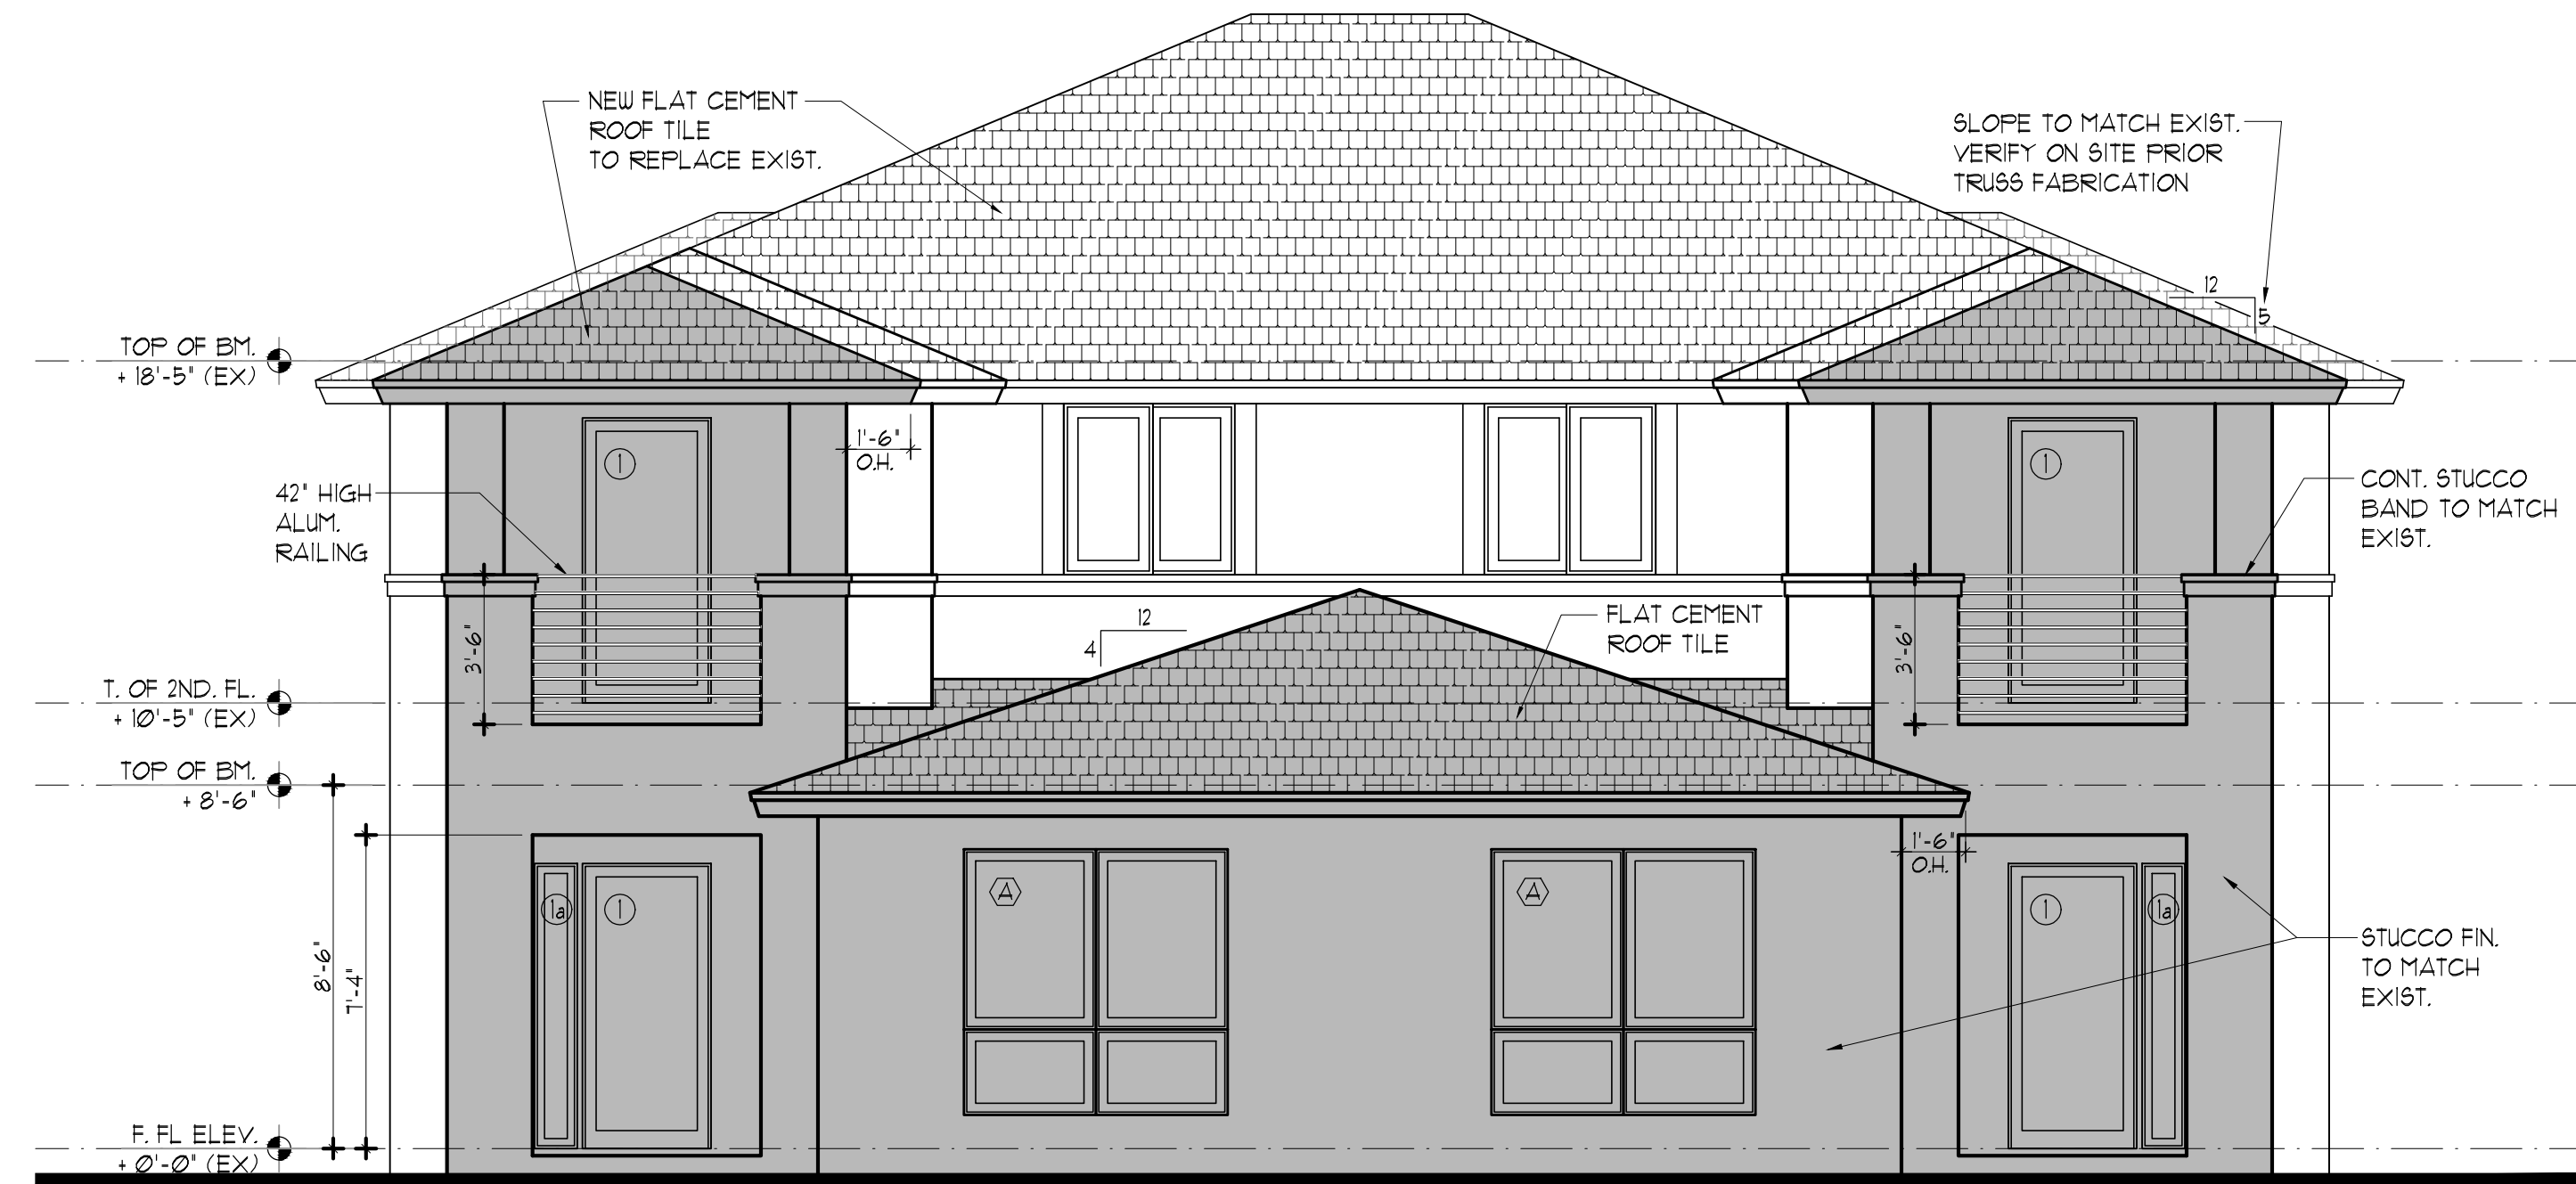 NEW FLAT CEMENT
ROOF TILE
TO REPLACE EXIST.
SLOPE TO MATCH EXIST.
VERIFY ON SITE PRIOR
TRUSS FABRICATION
12
5
TOP OF BM.
+ 18'-5" (EX)
1'-6"
O.H.
1
1
42" HIGH
ALUM.
RAILING
CONT. STUCCO
BAND TO MATCH
EXIST.
3'-6"
12
4
FLAT CEMENT
ROOF TILE
3'-6"
T. OF 2ND. FL.
+ 10'-5" (EX)
TOP OF BM.
+ 8'-6"
1'-6"
O.H.
A
A
1a
1
1
1a
8'-6"
7'-4"
STUCCO FIN.
TO MATCH
EXIST.
F. FL ELEV.
+ 0'-0" (EX)